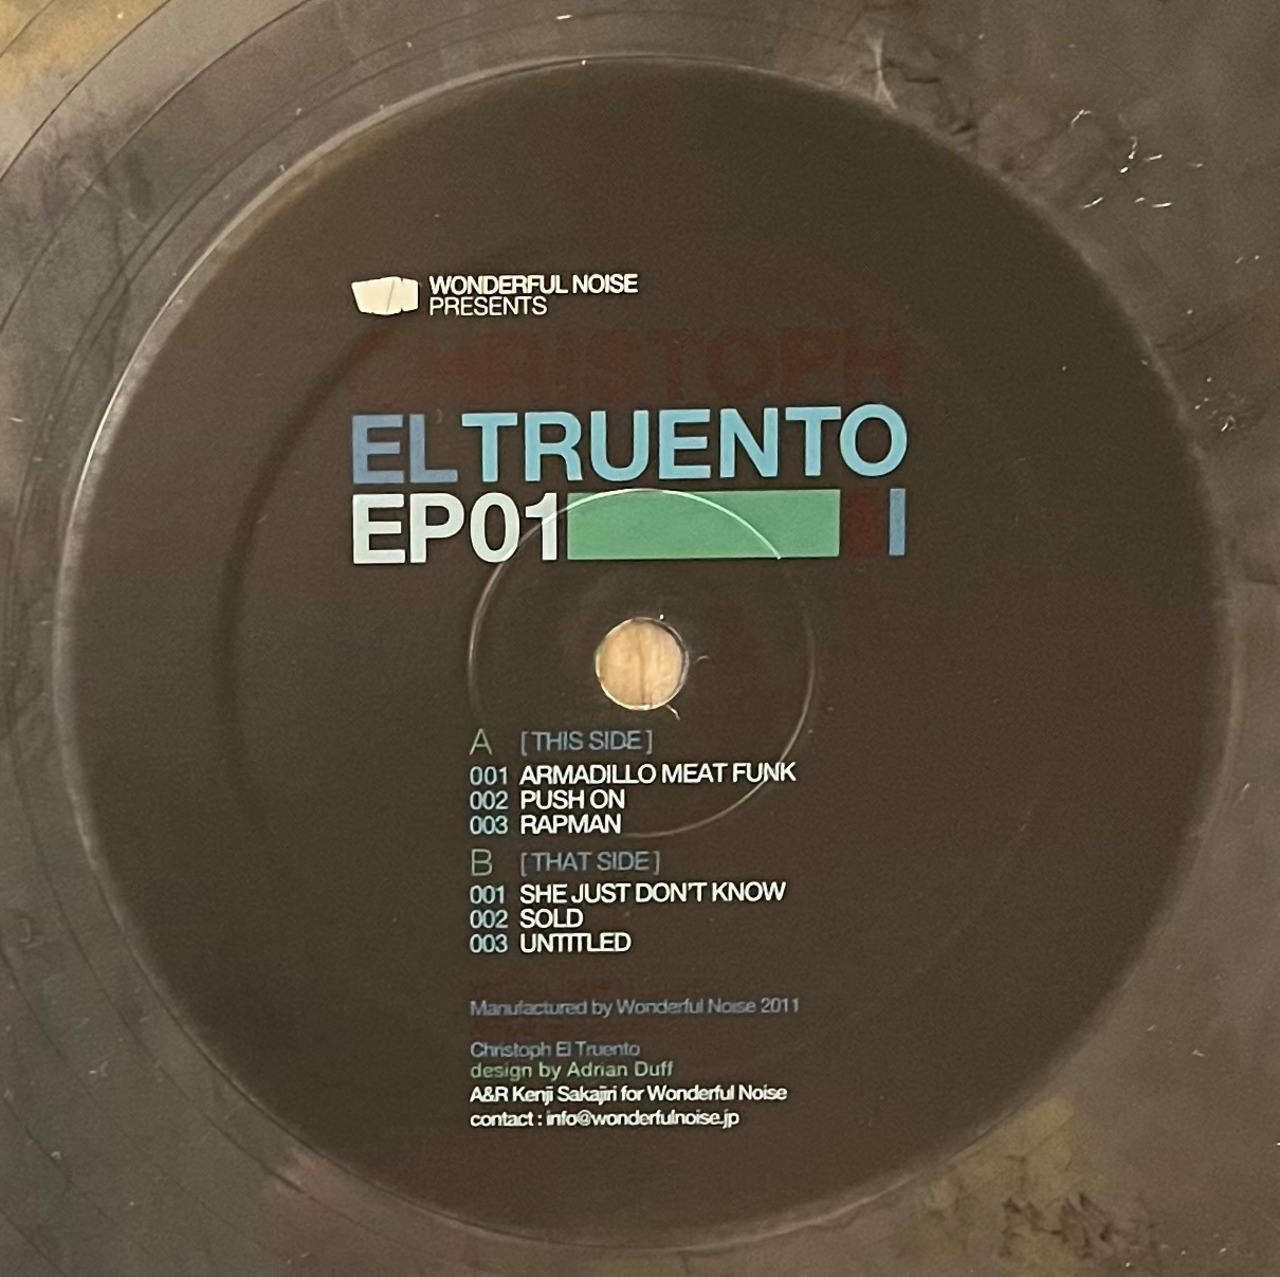 WONDERFUL NOISE
PRESENTS
CHRISTOPH
EL TRUENTO
EP01
A [ THIS SIDE ]
001 ARMADILLO MEAT FUNK
002 PUSH ON
003 RAPMAN
B [ THAT SIDE ]
001 SHE JUST DON'T KNOW
002 SOLD
003 UNTITLED
Manufactured by Wonderful Noise 2011
Christoph El Truento
design by Adrian Duff
A&R Kenji Sakajiri for Wonderful Noise
contact : info@wonderfulnoise.jp